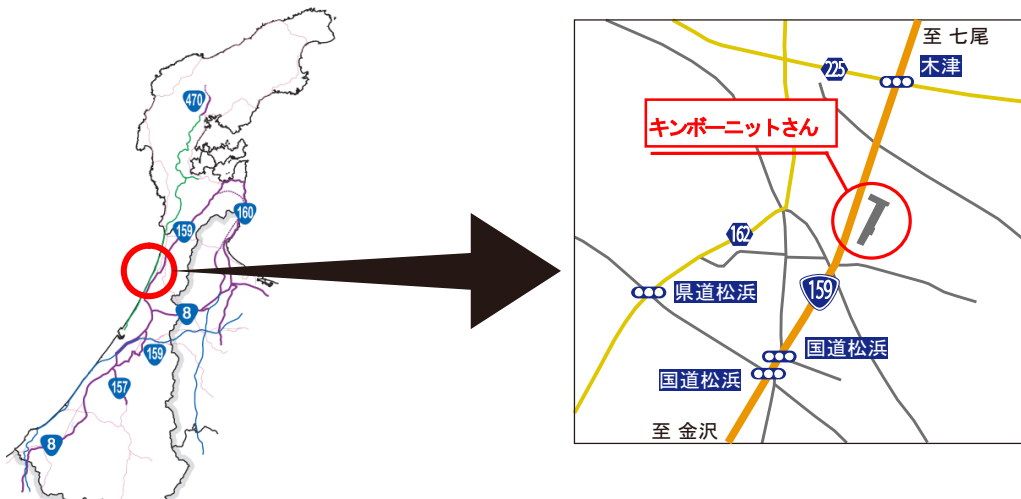 470
160
159
8
159
157
8
至 七尾
225
木津
キンボーニットさん
162
県道松浜
159
国道松浜
国道松浜
至 金沢